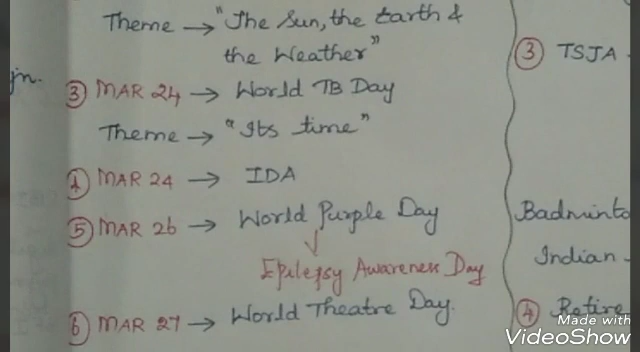 Theme → "The Sun, the Earth &
the Weather"
jn.
③ MAR 24 → World TB Day
Theme → "Its time"
④ MAR 24 → IDA
⑤ MAR 26 → World Purple Day
↓
Epilepsy Awareness Day
⑥ MAR 27 → World Theatre Day.
③ TSJA -
Badminto
Indian -
④ Retire
Made with
VideoShow